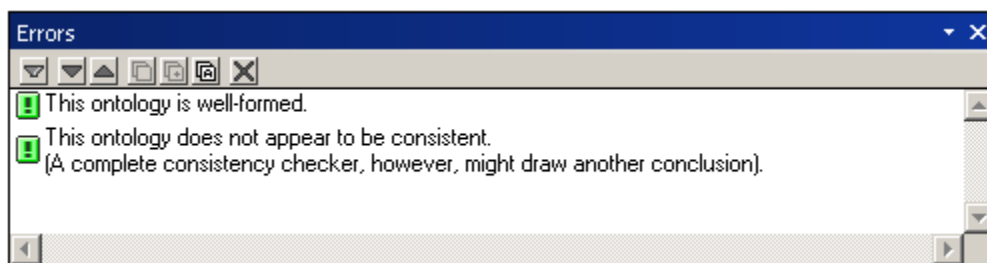 Errors
This ontology is well-formed.
This ontology does not appear to be consistent.
(A complete consistency checker, however, might draw another conclusion).